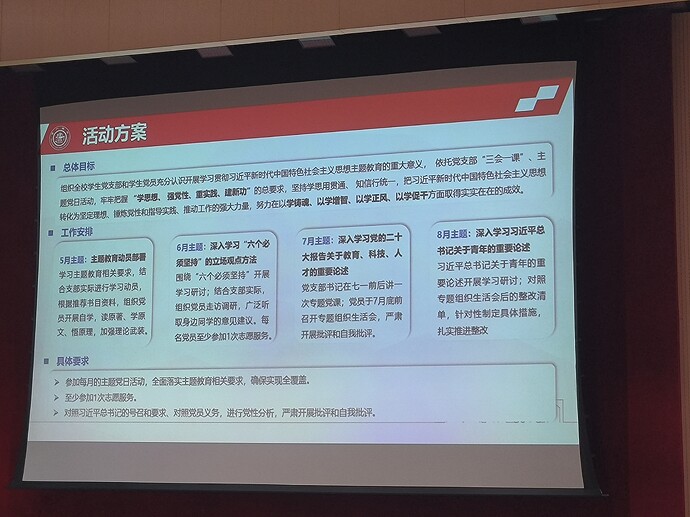 活动方案
总体目标
组织全校学生党支部和学生党员充分认识开展学习贯彻习近平新时代中国特色社会主义思想主题教育的重大意义，依托党支部“三会一课”、主
题党日活动，牢牢把握“学思想、强党性、重实践、建新功”的总要求，坚持学思用贯通、知信行统一，把习近平新时代中国特色社会主义思想
转化为坚定理想、锤炼党性和指导实践、推动工作的强大力量，努力在以学铸魂、以学增智、以学正风、以学促干方面取得实实在在的成效。
工作安排
5月主题：主题教育动员部署
学习主题教育相关要求，结
合支部实际进行学习动员，
根据推荐书目资料，组织党
员开展自学，读原著、学原
文、悟原理，加强理论武装。
6月主题：深入学习“六个必
须坚持”的立场观点方法
围绕“六个必须坚持”开展
学习研讨；结合支部实际，
组织党员走访调研，广泛听
取身边同学的意见建议。每
名党员至少参加1次志愿服务。
7月主题：深入学习党的二十
大报告关于教育、科技、人
才的重要论述
党支部书记在七一前后讲一
次专题党课；党员于7月底前
召开专题组织生活会，严肃
开展批评和自我批评。
8月主题：深入学习习近平总
书记关于青年的重要论述
习近平总书记关于青年的重
要论述开展学习研讨；对照
专题组织生活会后的整改清
单，针对性制定具体措施，
扎实推进整改
具体要求
参加每月的主题党日活动，全面落实主题教育相关要求，确保实现全覆盖。
至少参加1次志愿服务。
对照习近平总书记的号召和要求、对照党员义务，进行党性分析，严肃开展批评和自我批评。